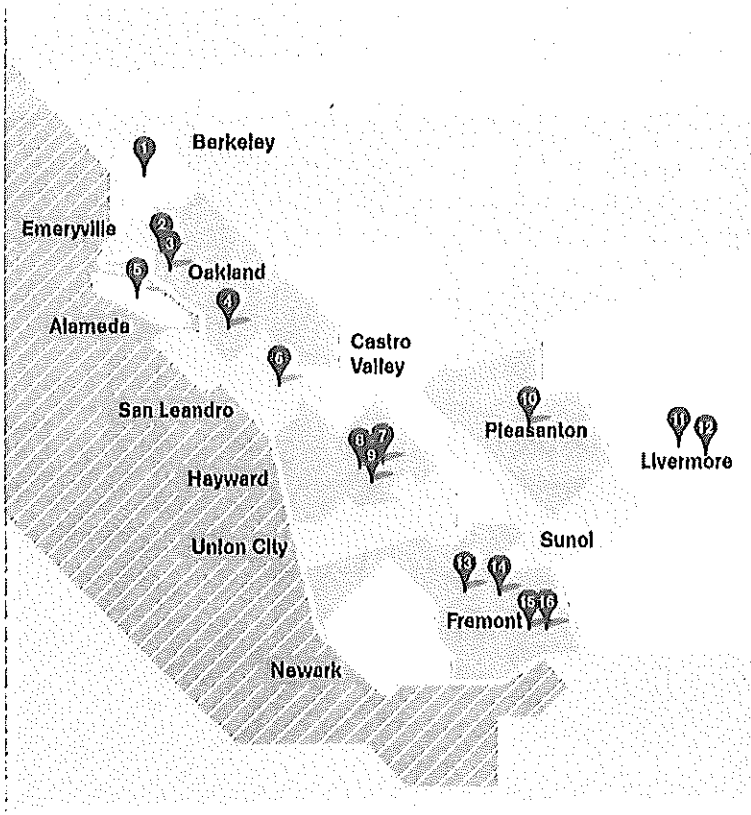 1
Berkeley
Emeryville
2
3
Oakland
5
4
Alameda
Castro
Valley
6
San Leandro
10
Pleasanton
11
12
Livermore
8
7
9
Hayward
Union City
Sunol
13
14
Fremont
15
16
Newark